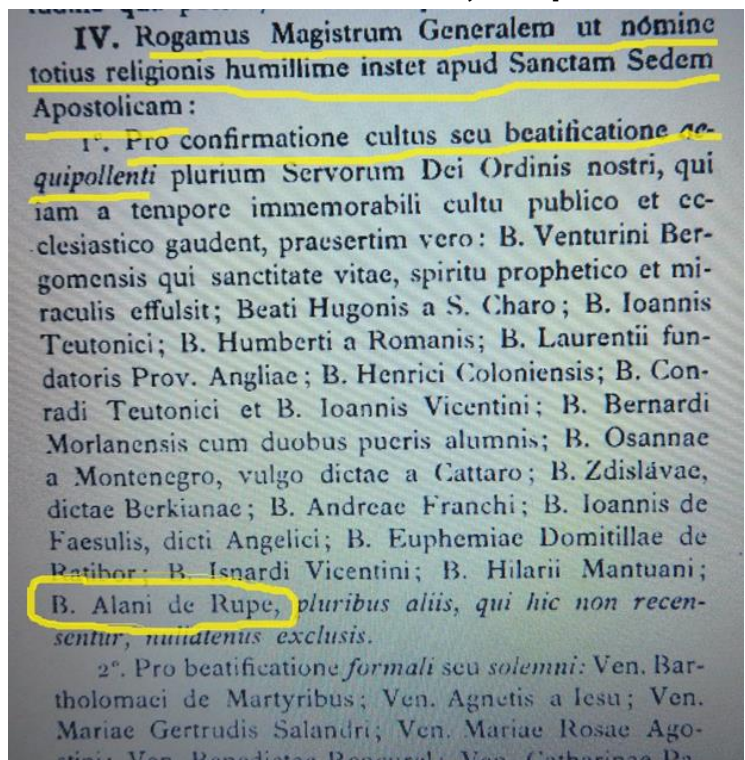 IV. Rogamus Magistrum Generalem ut nómine
totius religionis humillime instet apud Sanctam Sedem
Apostolicam:
1°. Pro confirmatione cultus seu beatificatione ae-
quipollenti plurium Servorum Dei Ordinis nostri, qui
iam a tempore immemorabili cultu publico et ec-
clesiastico gaudent, praesertim vero: B. Venturini Ber-
gomensis qui sanctitate vitae, spiritu prophetico et mi-
raculis effulsit; Beati Hugonis a S. Charo; B. Ioannis
Teutonici; B. Humberti a Romanis; B. Laurentii fun-
datoris Prov. Angliae; B. Henrici Coloniensis; B. Con-
radi Teutonici et B. Ioannis Vicentini; B. Bernardi
Morlanensis cum duobus pueris alumnis; B. Osannae
a Montenegro, vulgo dictae a Cattaro; B. Zdislávae,
dictae Berkianae; B. Andreae Franchi; B. Ioannis de
Faesulis, dicti Angelici; B. Euphemiae Domitillae de
Ratibor; B. Isnardi Vicentini; B. Hilarii Mantuani;
B. Alani de Rupe, pluribus aliis, qui hic non recen-
sentur, nullatenus exclusis.
2°. Pro beatificatione formali seu solemni: Ven. Bar-
tholomaei de Martyribus; Ven. Agnetis a Iesu; Ven.
Mariae Gertrudis Salandri; Ven. Mariae Rosae Ago-